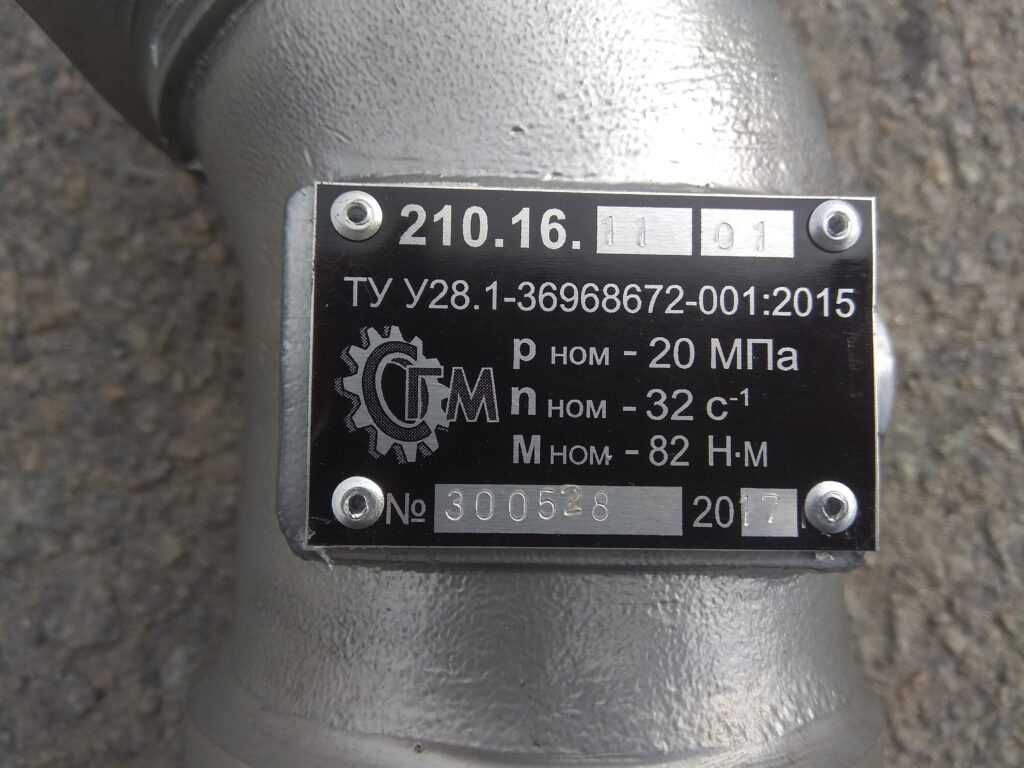 210.16. 11 01
ТУ У28.1-36968672-001:2015
СТМ
р ном - 20 МПа
n ном - 32 с⁻¹
М ном. - 82 Н·м
№ 300528 2017